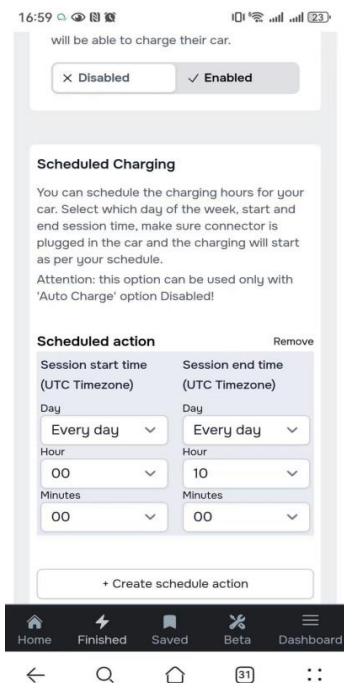 16:59
23
will be able to charge their car.
× Disabled
✓ Enabled
Scheduled Charging
You can schedule the charging hours for your
car. Select which day of the week, start and
end session time, make sure connector is
plugged in the car and the charging will start
as per your schedule.
Attention: this option can be used only with
'Auto Charge' option Disabled!
Scheduled action
Remove
Session start time
(UTC Timezone)
Session end time
(UTC Timezone)
Day
Day
Every day
Every day
Hour
Hour
00
10
Minutes
Minutes
00
00
+ Create schedule action
Home
Finished
Saved
Beta
Dashboard
31